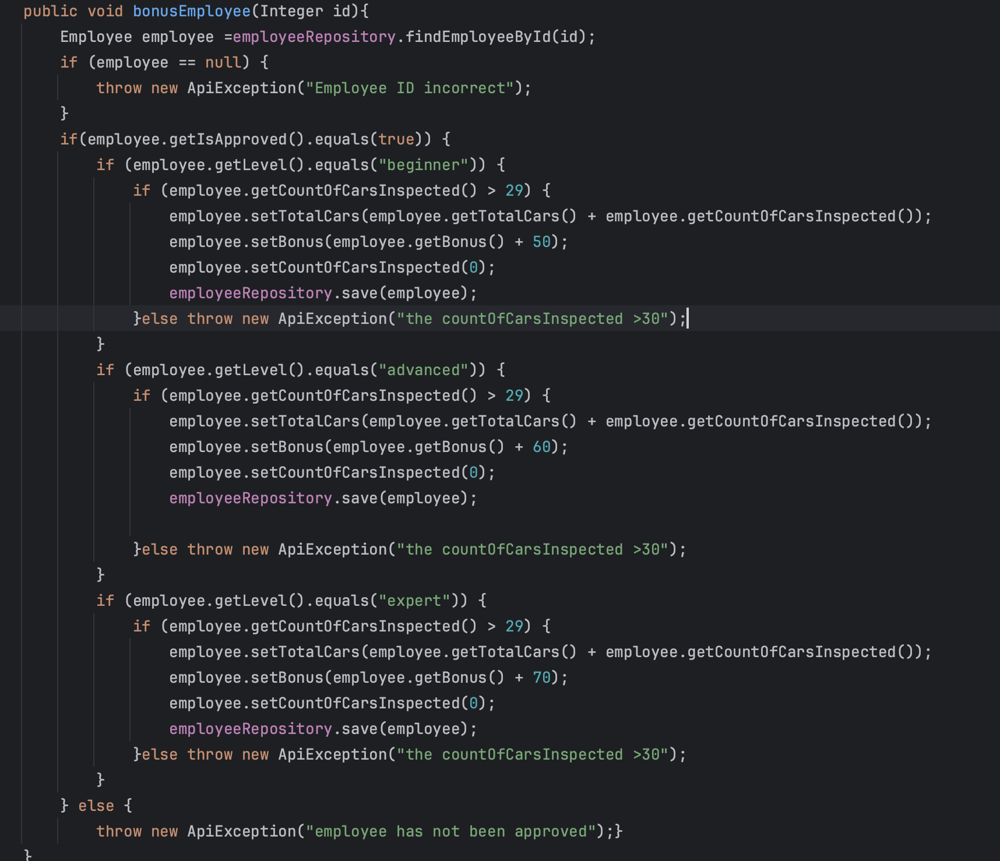 public void bonusEmployee(Integer id){
Employee employee =employeeRepository.findEmployeeById(id);
if (employee == null) {
throw new ApiException("Employee ID incorrect");
}
if(employee.getIsApproved().equals(true)) {
if (employee.getLevel().equals("beginner")) {
if (employee.getCountOfCarsInspected() > 29) {
employee.setTotalCars(employee.getTotalCars() + employee.getCountOfCarsInspected());
employee.setBonus(employee.getBonus() + 50);
employee.setCountOfCarsInspected(0);
employeeRepository.save(employee);
}else throw new ApiException("the countOfCarsInspected >30");
}
if (employee.getLevel().equals("advanced")) {
if (employee.getCountOfCarsInspected() > 29) {
employee.setTotalCars(employee.getTotalCars() + employee.getCountOfCarsInspected());
employee.setBonus(employee.getBonus() + 60);
employee.setCountOfCarsInspected(0);
employeeRepository.save(employee);
}else throw new ApiException("the countOfCarsInspected >30");
}
if (employee.getLevel().equals("expert")) {
if (employee.getCountOfCarsInspected() > 29) {
employee.setTotalCars(employee.getTotalCars() + employee.getCountOfCarsInspected());
employee.setBonus(employee.getBonus() + 70);
employee.setCountOfCarsInspected(0);
employeeRepository.save(employee);
}else throw new ApiException("the countOfCarsInspected >30");
}
} else {
throw new ApiException("employee has not been approved");}
}